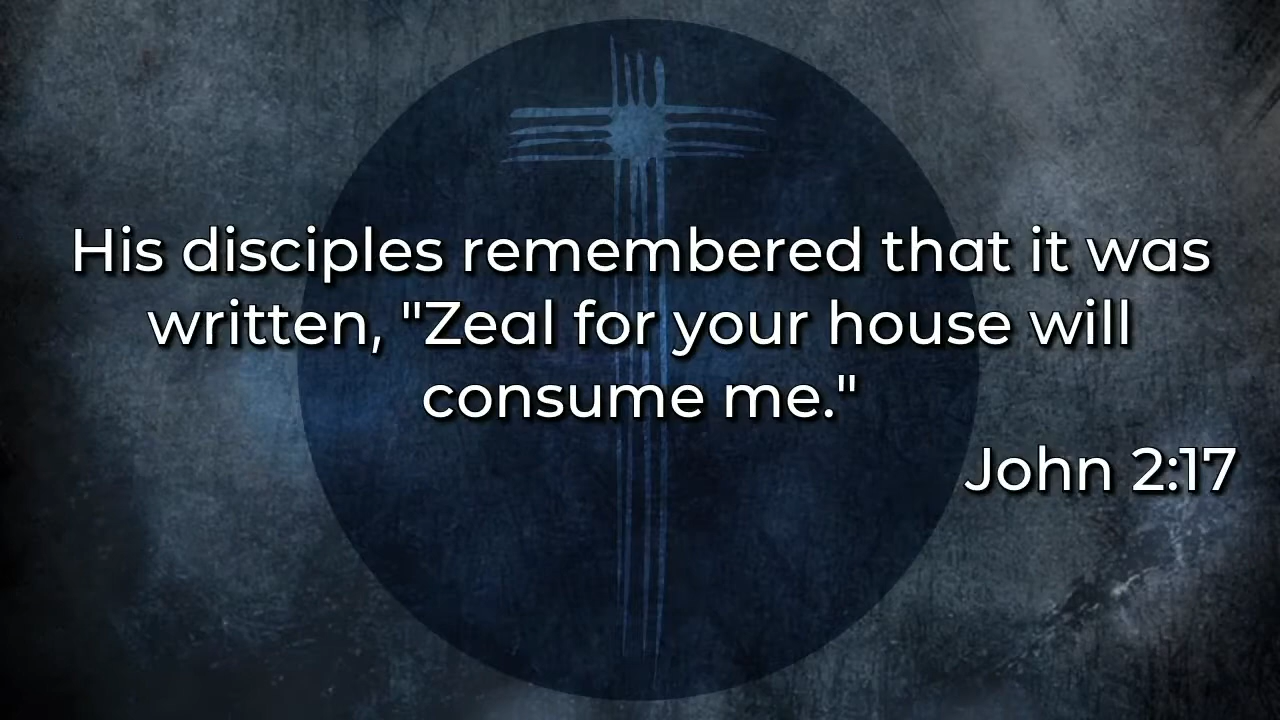 His disciples remembered that it was
written, "Zeal for your house will
consume me."
John 2:17